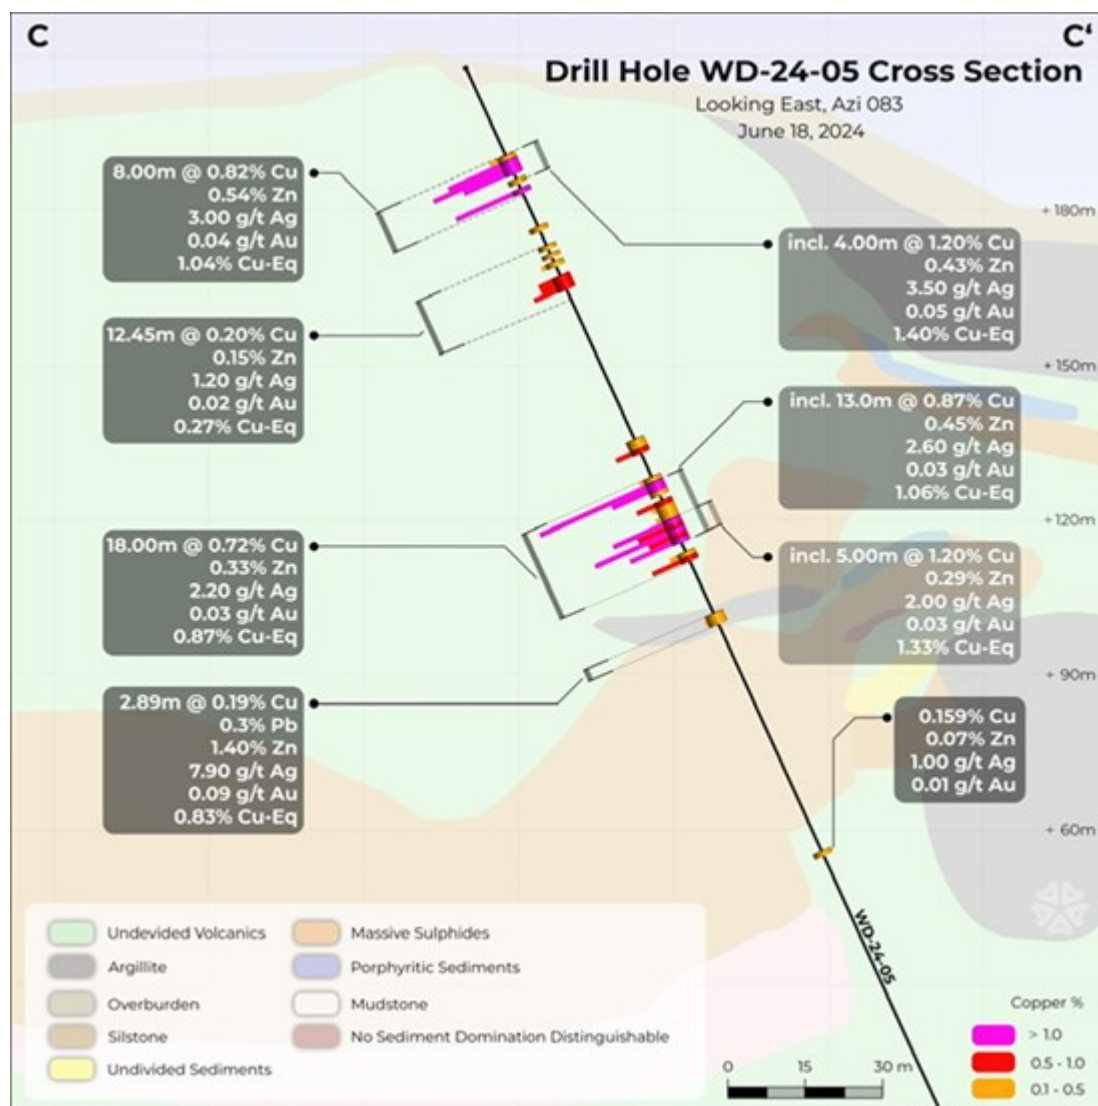 C
C‘
Drill Hole WD-24-05 Cross Section
Looking East, Azi 083
June 18, 2024
8.00m @ 0.82% Cu
0.54% Zn
3.00 g/t Ag
0.04 g/t Au
1.04% Cu-Eq
+ 180m
incl. 4.00m @ 1.20% Cu
0.43% Zn
3.50 g/t Ag
0.05 g/t Au
1.40% Cu-Eq
12.45m @ 0.20% Cu
0.15% Zn
1.20 g/t Ag
0.02 g/t Au
0.27% Cu-Eq
+ 150m
incl. 13.0m @ 0.87% Cu
0.45% Zn
2.60 g/t Ag
0.03 g/t Au
1.06% Cu-Eq
+ 120m
18.00m @ 0.72% Cu
0.33% Zn
2.20 g/t Ag
0.03 g/t Au
0.87% Cu-Eq
incl. 5.00m @ 1.20% Cu
0.29% Zn
2.00 g/t Ag
0.03 g/t Au
1.33% Cu-Eq
+ 90m
2.89m @ 0.19% Cu
0.3% Pb
1.40% Zn
7.90 g/t Ag
0.09 g/t Au
0.83% Cu-Eq
0.159% Cu
0.07% Zn
1.00 g/t Ag
0.01 g/t Au
+ 60m
WD-24-05
Undevided Volcanics
Argillite
Overburden
Silstone
Undivided Sediments
Massive Sulphides
Porphyritic Sediments
Mudstone
No Sediment Domination Distinguishable
0 15 30 m
Copper %
> 1.0
0.5 - 1.0
0.1 - 0.5